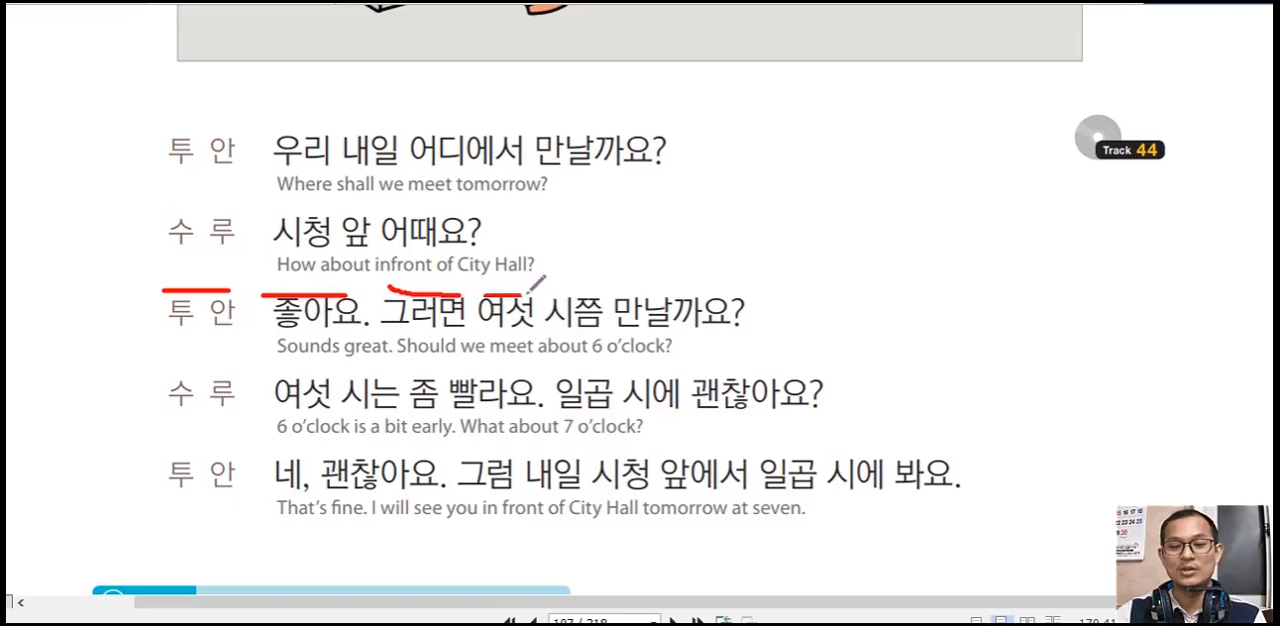 Track 44
투 안 우리 내일 어디에서 만날까요?
Where shall we meet tomorrow?
수 루 시청 앞 어때요?
How about infront of City Hall?
투 안 좋아요. 그러면 여섯 시쯤 만날까요?
Sounds great. Should we meet about 6 o'clock?
수 루 여섯 시는 좀 빨라요. 일곱 시에 괜찮아요?
6 o'clock is a bit early. What about 7 o'clock?
투 안 네, 괜찮아요. 그럼 내일 시청 앞에서 일곱 시에 봐요.
That's fine. I will see you in front of City Hall tomorrow at seven.